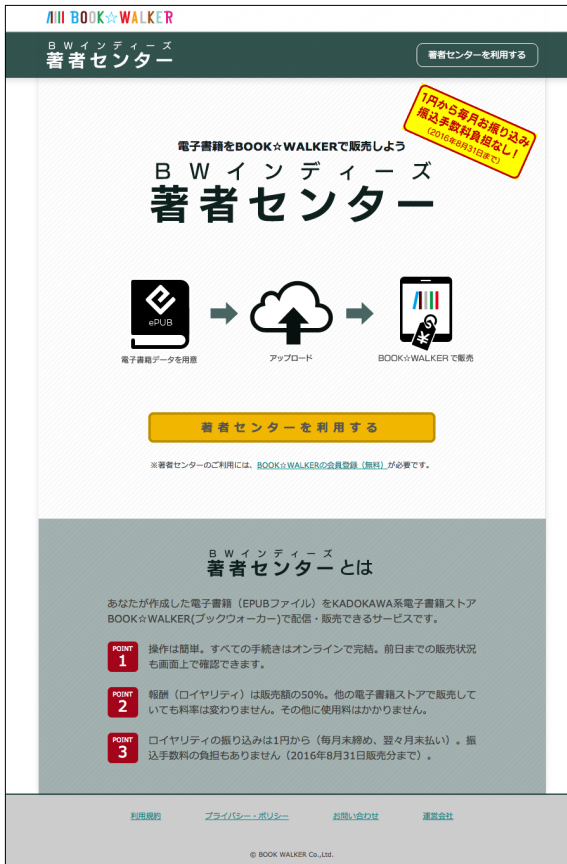 BOOK☆WALKER
BWインディーズ
著者センター
著者センターを利用する
1円から毎月お振り込み
振込手数料負担なし！
（2016年8月31日まで）
電子書籍をBOOK☆WALKERで販売しよう
BWインディーズ
著者センター
ePUB
本
電子書籍データを用意
アップロード
BOOK☆WALKER で販売
著者センターを利用する
※著者センターのご利用には、BOOK☆WALKERの会員登録（無料）が必要です。
BWインディーズ
著者センターとは
あなたが作成した電子書籍（EPUBファイル）をKADOKAWA系電子書籍ストア
BOOK☆WALKER(ブックウォーカー)で配信・販売できるサービスです。
POINT
1
操作は簡単。すべての手続きはオンラインで完結。前日までの販売状況
も画面上で確認できます。
POINT
2
報酬（ロイヤリティ）は販売額の50%。他の電子書籍ストアで販売して
いても料率は変わりません。その他に使用料はかかりません。
POINT
3
ロイヤリティの振り込みは1円から（毎月末締め、翌々月末払い）。振
込手数料の負担もありません（2016年8月31日販売分まで）。
利用規約 プライバシー・ポリシー お問い合わせ 運営会社
© BOOK WALKER Co.,Ltd.